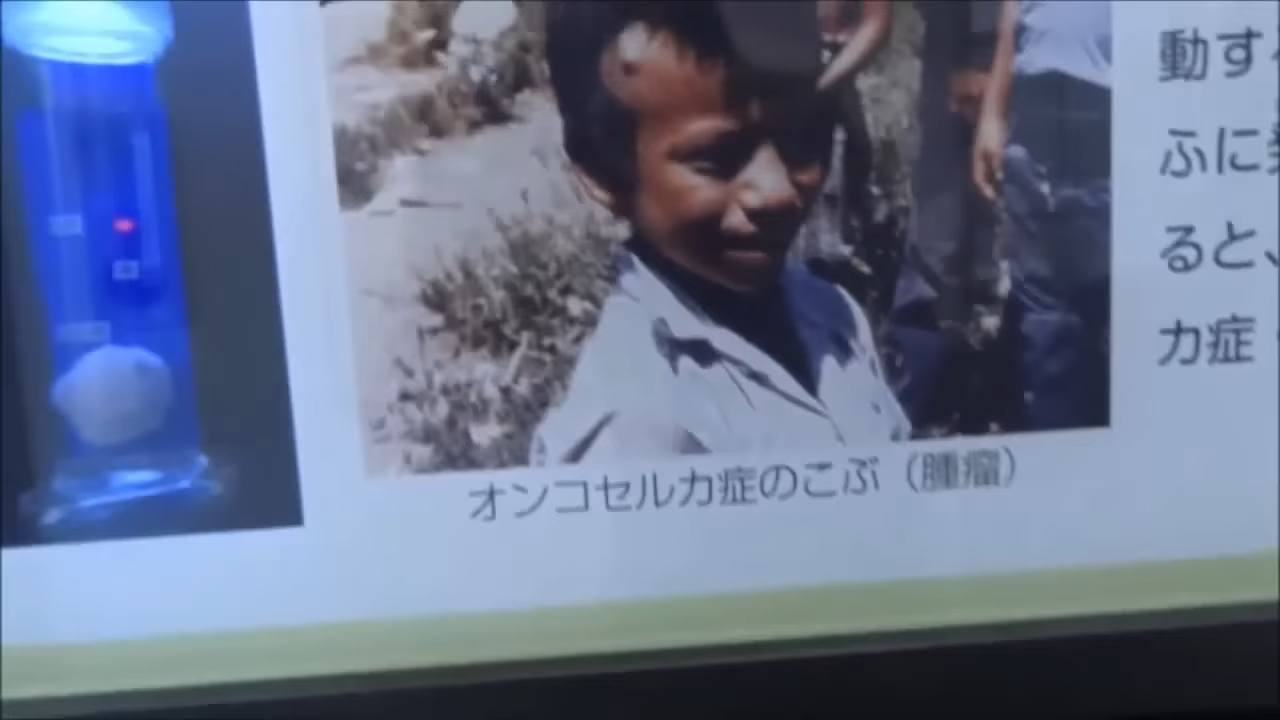 オンコセルカ症のこぶ（腫瘤）
動す
ふに
ると、
カ症